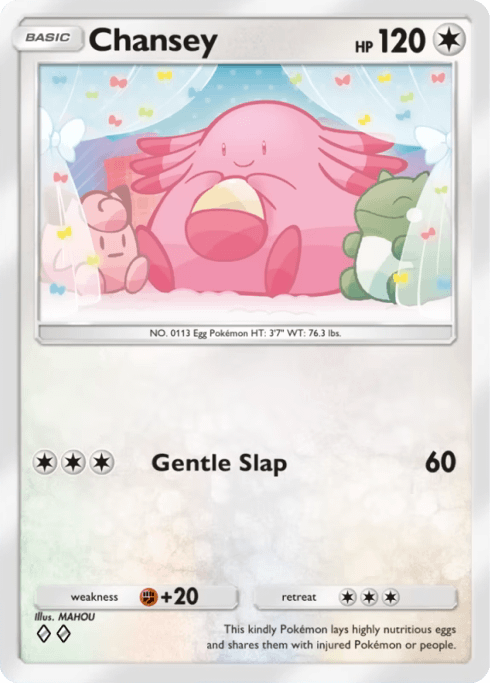 BASIC Chansey HP 120
NO. 0113 Egg Pokémon HT: 3'7" WT: 76.3 lbs.
Gentle Slap 60
weakness +20 retreat
Illus. MAHOU
This kindly Pokémon lays highly nutritious eggs
and shares them with injured Pokémon or people.